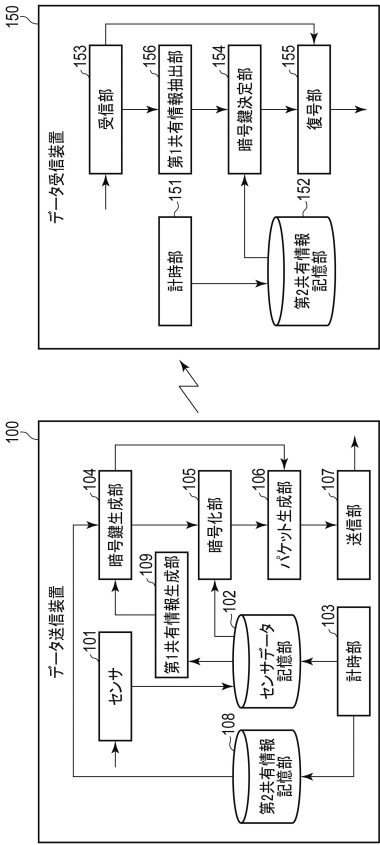 データ送信装置
100
センサ
101
暗号鍵生成部
104
第1共有情報生成部
109
暗号化部
105
パケット生成部
106
送信部
107
第2共有情報
記憶部
108
センサデータ
記憶部
102
計時部
103
データ受信装置
150
受信部
153
第1共有情報抽出部
156
暗号鍵決定部
154
復号部
155
計時部
151
第2共有情報
記憶部
152